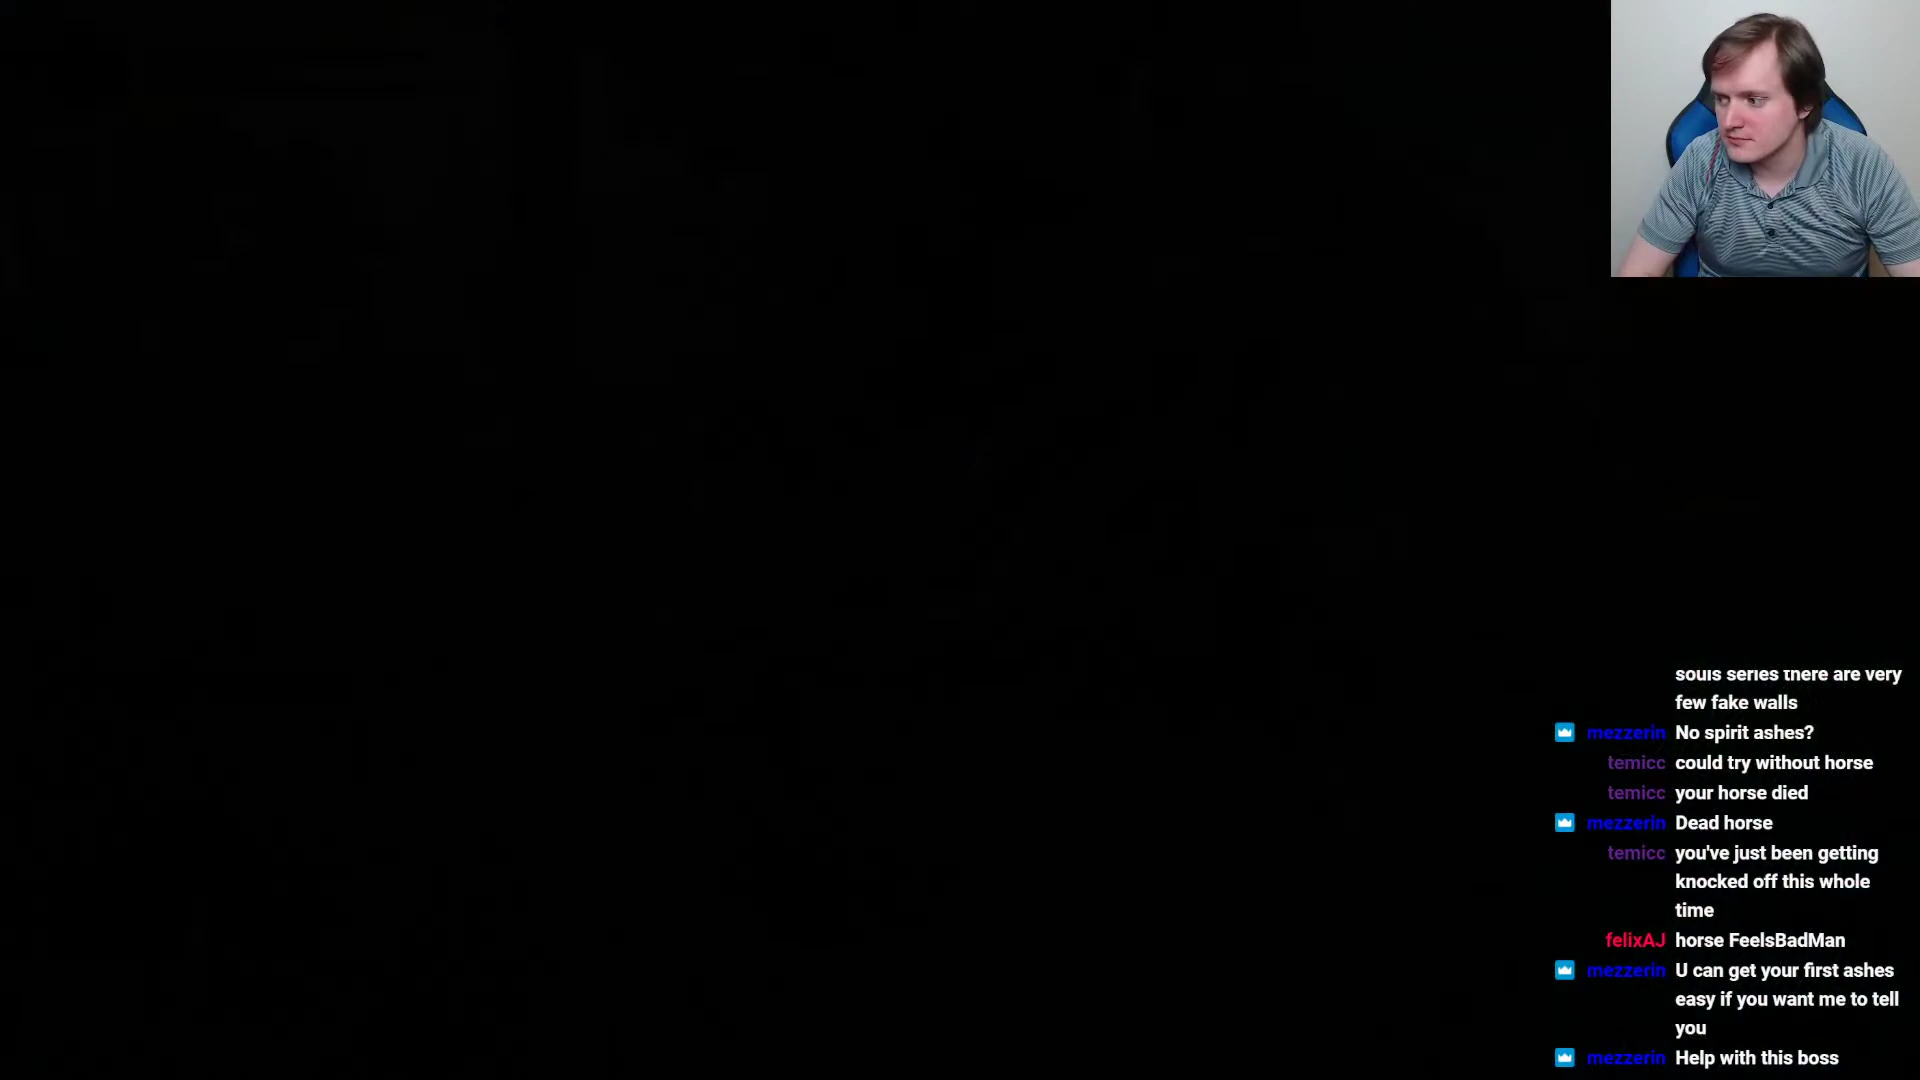 souls series there are very
few fake walls
mezzerin No spirit ashes?
temicc could try without horse
temicc your horse died
mezzerin Dead horse
temicc you've just been getting
knocked off this whole
time
felixAJ horse FeelsBadMan
mezzerin U can get your first ashes
easy if you want me to tell
you
mezzerin Help with this boss